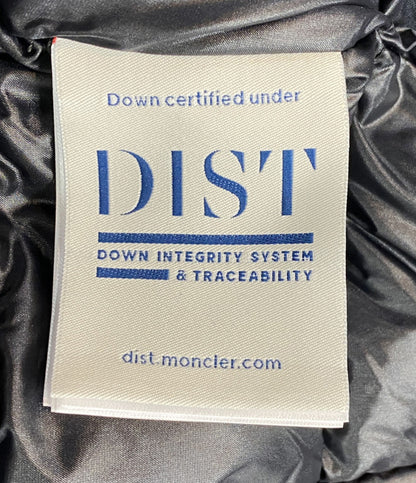 Down certified under
DIST
DOWN INTEGRITY SYSTEM
& TRACEABILITY
dist.moncler.com